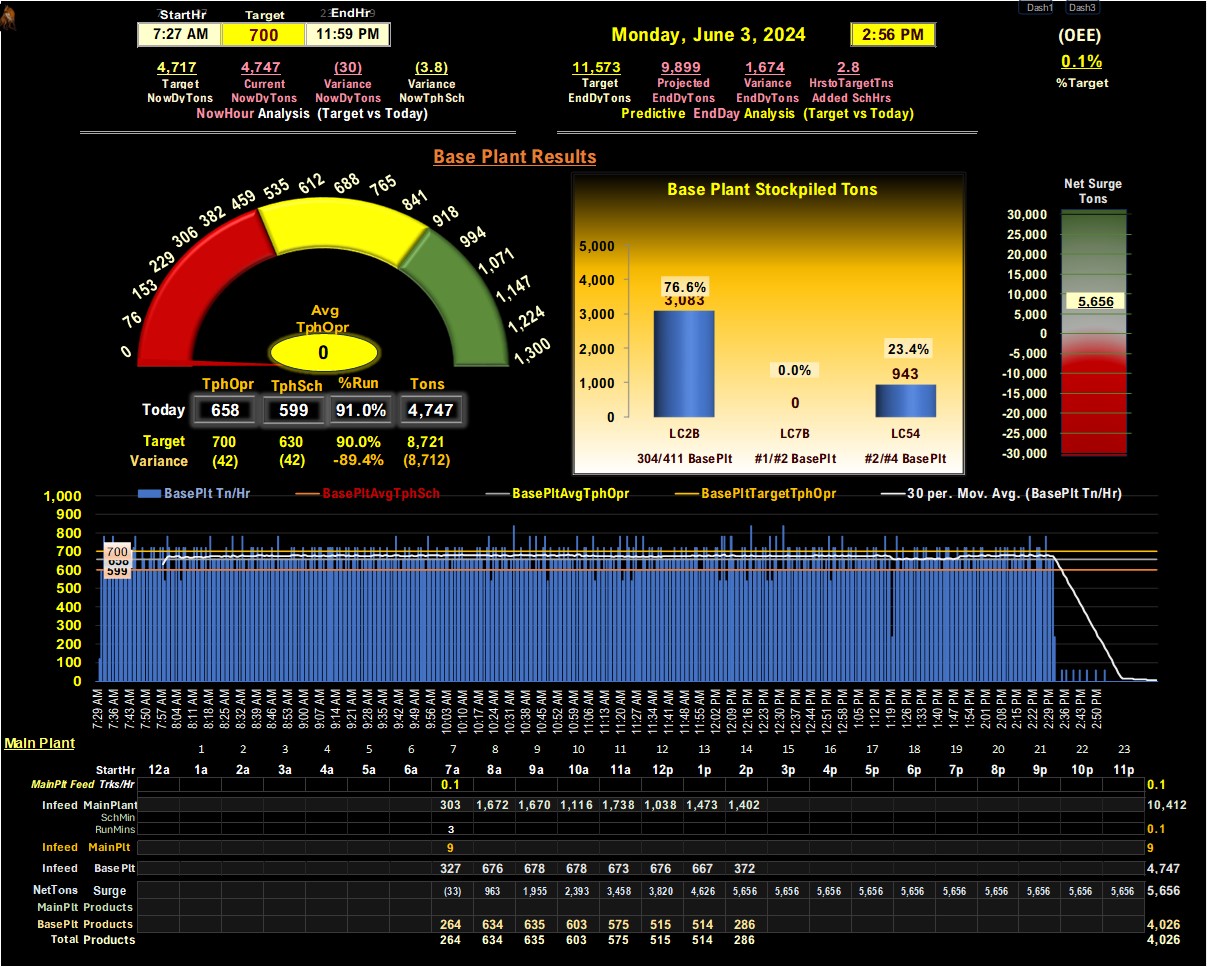 StartHr Target EndHr
7:27 AM 700 11:59 PM
Monday, June 3, 2024 2:56 PM
Dash1 Dash3
(OEE)
0.1%
%Target
4,717 4,747 (30) (3.8)
Target Current Variance Variance
NowDyTons NowDyTons NowDyTons NowTphSch
NowHour Analysis (Target vs Today)
11,573 9,899 1,674 2.8
Target Projected Variance HrstoTargetTns
EndDyTons EndDyTons EndDyTons Added SchHrs
Predictive EndDay Analysis (Target vs Today)
Base Plant Results
0 76 153 229 306 382 459 535 612 688 765 841 918 994 1,071 1,147 1,224 1,300
Avg
TphOpr
0
TphOpr TphSch %Run Tons
Today 658 599 91.0% 4,747
Target 700 630 90.0% 8,721
Variance (42) (42) -89.4% (8,712)
Base Plant Stockpiled Tons
5,000
4,000
3,000
2,000
1,000
0
76.6%
3,083
0.0%
0
23.4%
943
LC2B LC7B LC54
304/411 BasePlt #1/#2 BasePlt #2/#4 BasePlt
Net Surge
Tons
30,000
25,000
20,000
15,000
10,000
5,000
0
-5,000
-10,000
-15,000
-20,000
-25,000
-30,000
5,656
BasePlt Tn/Hr BasePltAvgTphSch BasePltAvgTphOpr BasePltTargetTphOpr 30 per. Mov. Avg. (BasePlt Tn/Hr)
1,000
900
800
700
600
500
400
300
200
100
0
700
658
599
7:29 AM 7:36 AM 7:43 AM 7:50 AM 7:57 AM 8:04 AM 8:11 AM 8:18 AM 8:25 AM 8:32 AM 8:39 AM 8:46 AM 8:53 AM 9:00 AM 9:07 AM 9:14 AM 9:21 AM 9:28 AM 9:35 AM 9:42 AM 9:49 AM 9:56 AM 10:03 AM 10:10 AM 10:17 AM 10:24 AM 10:31 AM 10:38 AM 10:45 AM 10:52 AM 10:59 AM 11:06 AM 11:13 AM 11:20 AM 11:27 AM 11:34 AM 11:41 AM 11:48 AM 11:55 AM 12:02 PM 12:09 PM 12:16 PM 12:23 PM 12:30 PM 12:37 PM 12:44 PM 12:51 PM 12:58 PM 1:05 PM 1:12 PM 1:19 PM 1:26 PM 1:33 PM 1:40 PM 1:47 PM 1:54 PM 2:01 PM 2:08 PM 2:15 PM 2:22 PM 2:29 PM 2:36 PM 2:43 PM 2:50 PM
Main Plant
1 2 3 4 5 6 7 8 9 10 11 12 13 14 15 16 17 18 19 20 21 22 23
StartHr 12a 1a 2a 3a 4a 5a 6a 7a 8a 9a 10a 11a 12p 1p 2p 3p 4p 5p 6p 7p 8p 9p 10p 11p
MainPlt Feed Trks/Hr 0.1 0.1
Infeed MainPlant 303 1,672 1,670 1,116 1,738 1,038 1,473 1,402 10,412
SchMin
RunMins 3 0.1
Infeed MainPlt 9 9
Infeed BasePlt 327 676 678 678 673 676 667 372 4.747
NetTons Surge (33) 963 1,955 2,393 3,458 3,820 4,626 5,656 5,656 5,656 5,656 5,656 5,656 5,656 5,656 5,656 5,656 5,656
MainPlt Products
BasePlt Products 264 634 635 603 575 515 514 286 4,026
Total Products 264 634 635 603 575 515 514 286 4,026